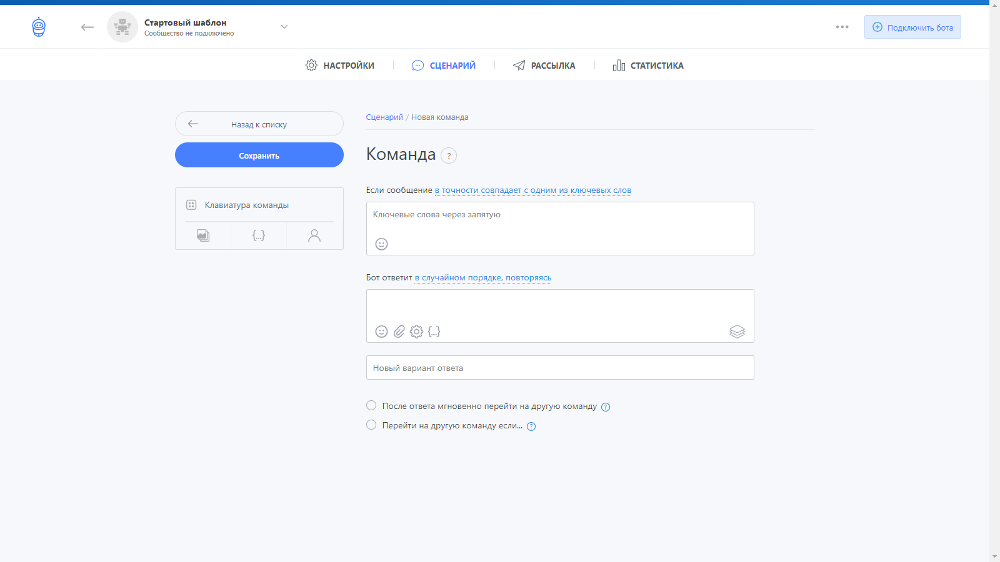 Стартовый шаблон
Сообщество не подключено
Подключить бота
НАСТРОЙКИ
СЦЕНАРИЙ
РАССЫЛКА
СТАТИСТИКА
Назад к списку
Сохранить
Клавиатура команды
{...}
Сценарий / Новая команда
Команда ?
Если сообщение в точности совпадает с одним из ключевых слов
Ключевые слова через запятую
Бот ответит в случайном порядке, повторяясь
{...}
Новый вариант ответа
После ответа мгновенно перейти на другую команду ?
Перейти на другую команду если... ?